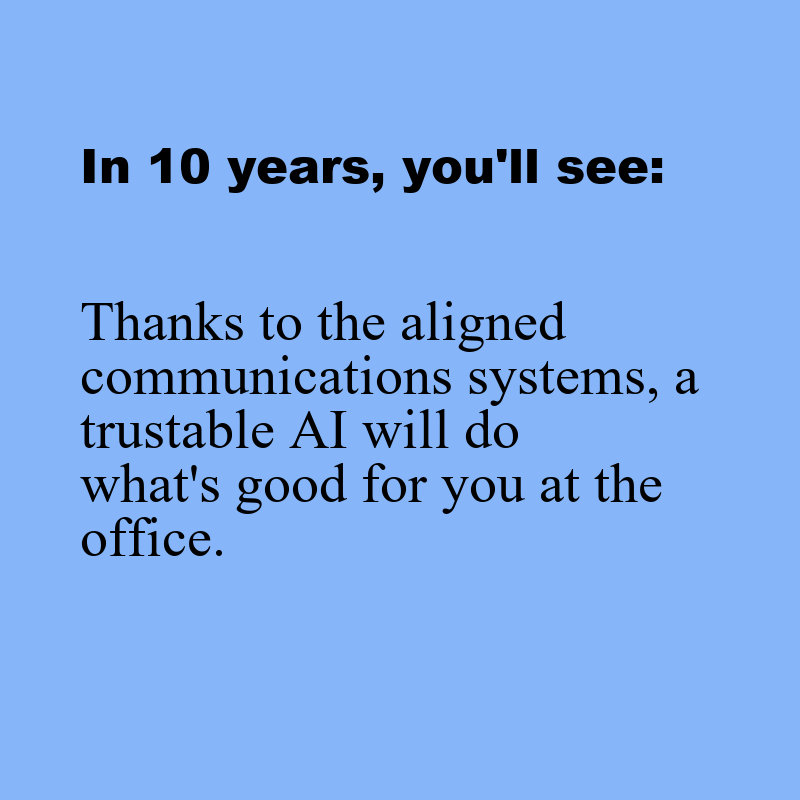 In 10 years, you'll see:
Thanks to the aligned
communications systems, a
trustable AI will do
what's good for you at the
office.